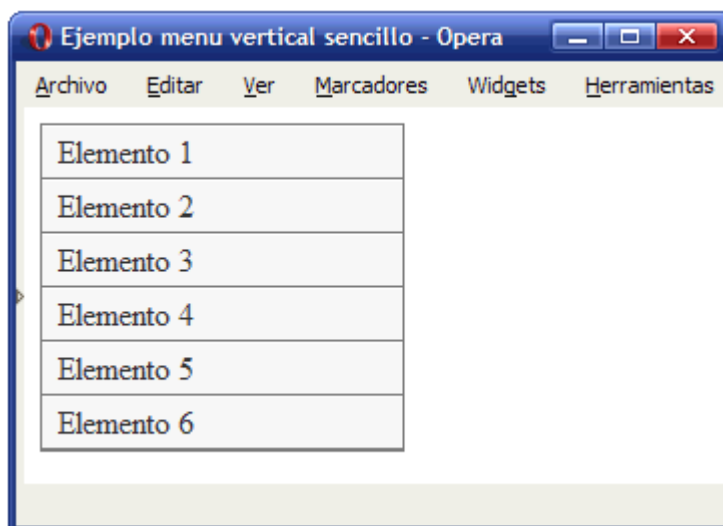 Ejemplo menu vertical sencillo - Opera
Archivo Editar Ver Marcadores Widgets Herramientas
Elemento 1
Elemento 2
Elemento 3
Elemento 4
Elemento 5
Elemento 6